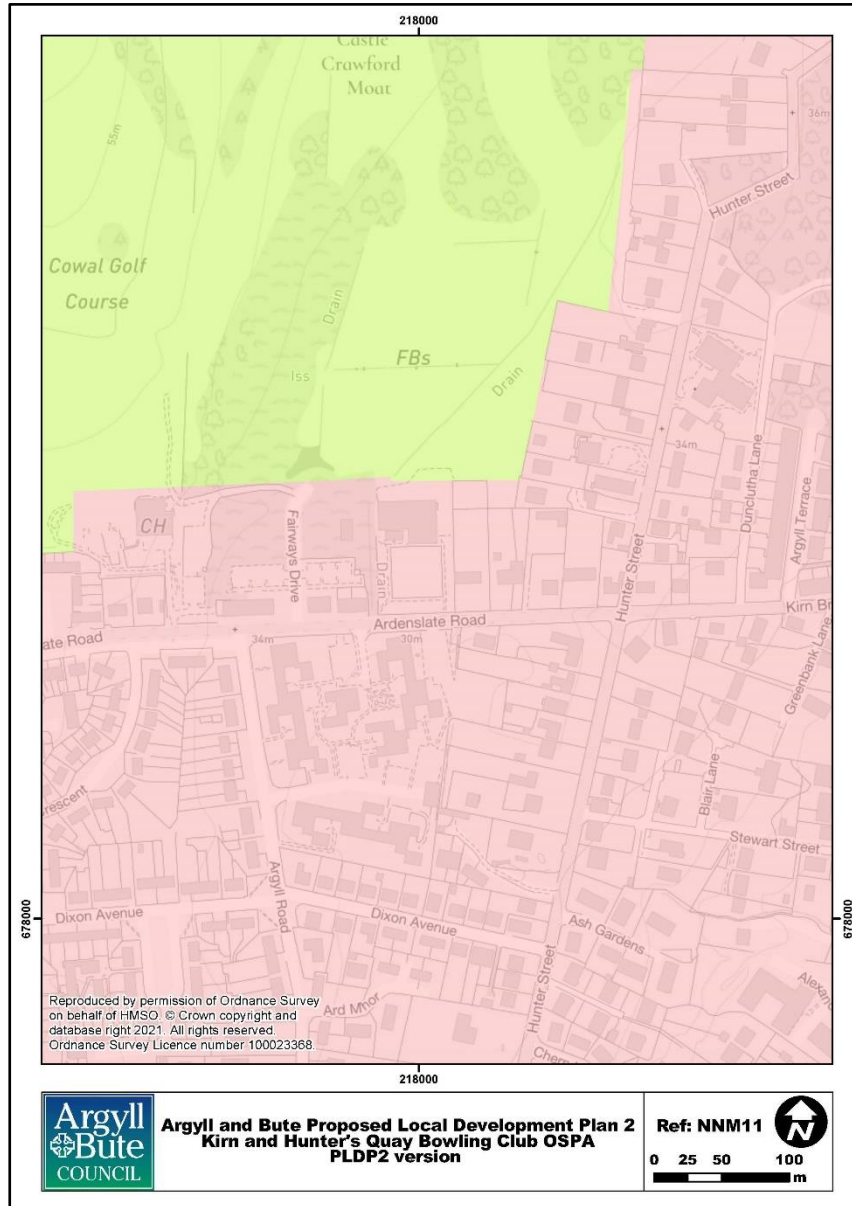 218000
Castle
Crawford
Moat
36m
55m
Hunter Street
Cowal Golf
Course
Drain
FBs
Iss
Drain
34m
Dunclutha Lane
Argyll Terrace
CH
Fairways Drive
Drain
Hunter Street
Ardenslate Road
Kirn Br
ate Road
34m
30m
Greenbank Lane
Blair Lane
rescent
Stewart Street
678000
678000
Dixon Avenue
Argyll Road
Dixon Avenue
Ash Gardens
Hunter Street
Alexan
Ard Mhor
Cherry
Reproduced by permission of Ordnance Survey
on behalf of HMSO. © Crown copyright and
database right 2021. All rights reserved.
Ordnance Survey Licence number 100023368.
218000
Argyll
&Bute
COUNCIL
Argyll and Bute Proposed Local Development Plan 2
Kirn and Hunter's Quay Bowling Club OSPA
PLDP2 version
Ref: NNM11
N
0 25 50 100
m